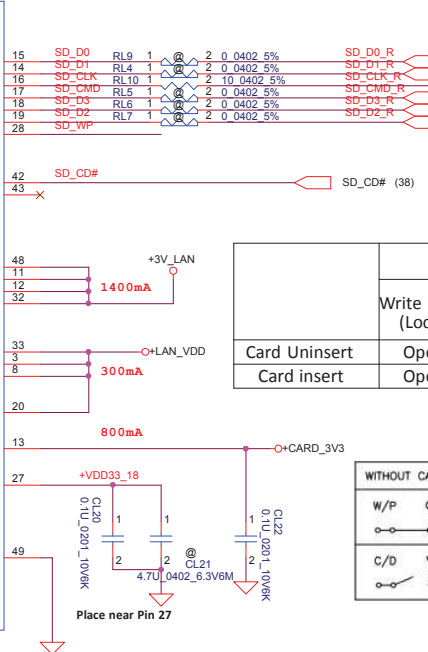 15 SD_D0 RL9 1 @ 2 0_0402_5% SD_D0_R
14 SD_D1 RL4 1 @ 2 0_0402_5% SD_D1_R
16 SD_CLK RL10 1 2 10_0402_5% SD_CLK_R
17 SD_CMD RL5 1 @ 2 0_0402_5% SD_CMD_R
18 SD_D3 RL6 1 @ 2 0_0402_5% SD_D3_R
19 SD_D2 RL7 1 @ 2 0_0402_5% SD_D2_R
28 SD_WP
42 SD_CD# SD_CD# (38)
43
48 +3V_LAN
11
12 1400mA
32
Write
(Loc
33 +LAN_VDD
3
8 300mA
Card Uninsert Ope
Card insert Ope
20
800mA
13 +CARD_3V3
27 +VDD33_18
WITHOUT CA
W/P
C/D
CL20
0.1U_0201_10V6K
1
2
1
2
@
CL21
4.7U_0402_6.3V6M
CL22
0.1U_0201_10V6K
1
2
49
Place near Pin 27